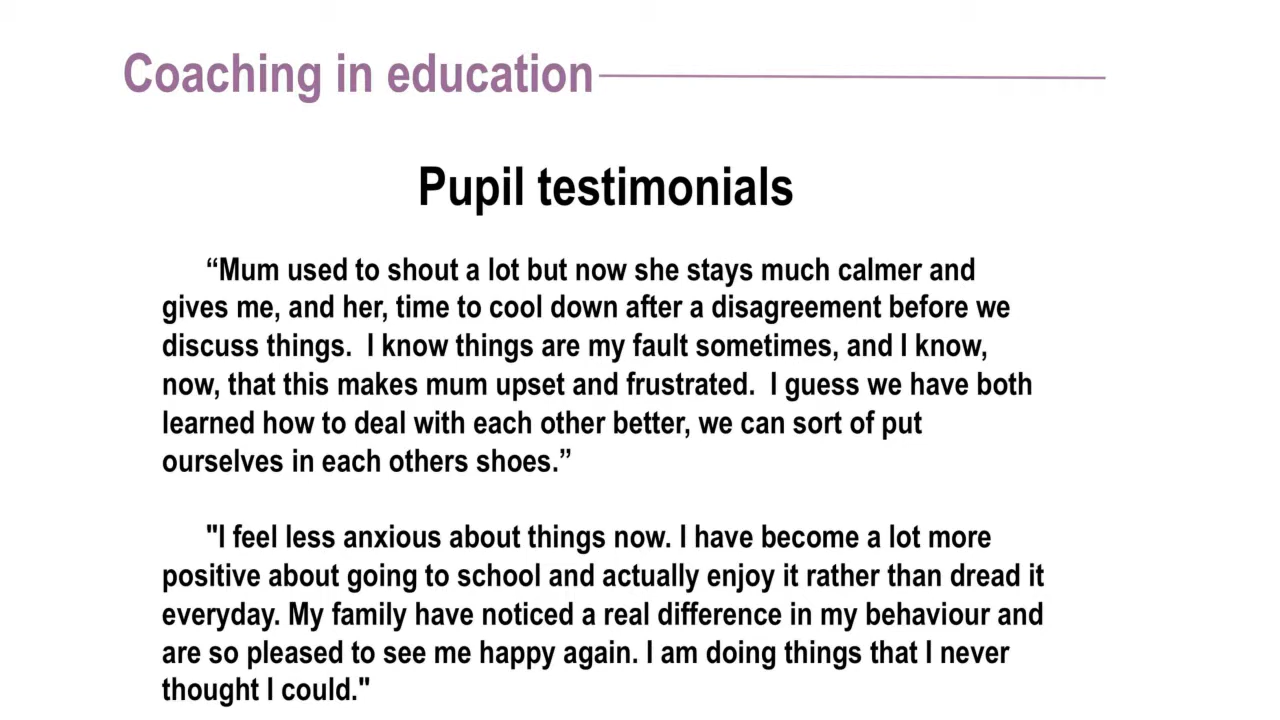 Coaching in education
Pupil testimonials
“Mum used to shout a lot but now she stays much calmer and
gives me, and her, time to cool down after a disagreement before we
discuss things.  I know things are my fault sometimes, and I know,
now, that this makes mum upset and frustrated.  I guess we have both
learned how to deal with each other better, we can sort of put
ourselves in each others shoes.”
"I feel less anxious about things now. I have become a lot more
positive about going to school and actually enjoy it rather than dread it
everyday. My family have noticed a real difference in my behaviour and
are so pleased to see me happy again. I am doing things that I never
thought I could."